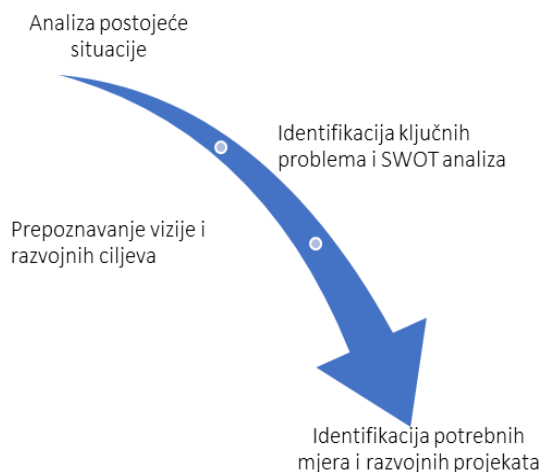 Analiza postojeće
situacije
Identifikacija ključnih
problema i SWOT analiza
Prepoznavanje vizije i
razvojnih ciljeva
Identifikacija potrebnih
mjera i razvojnih projekata